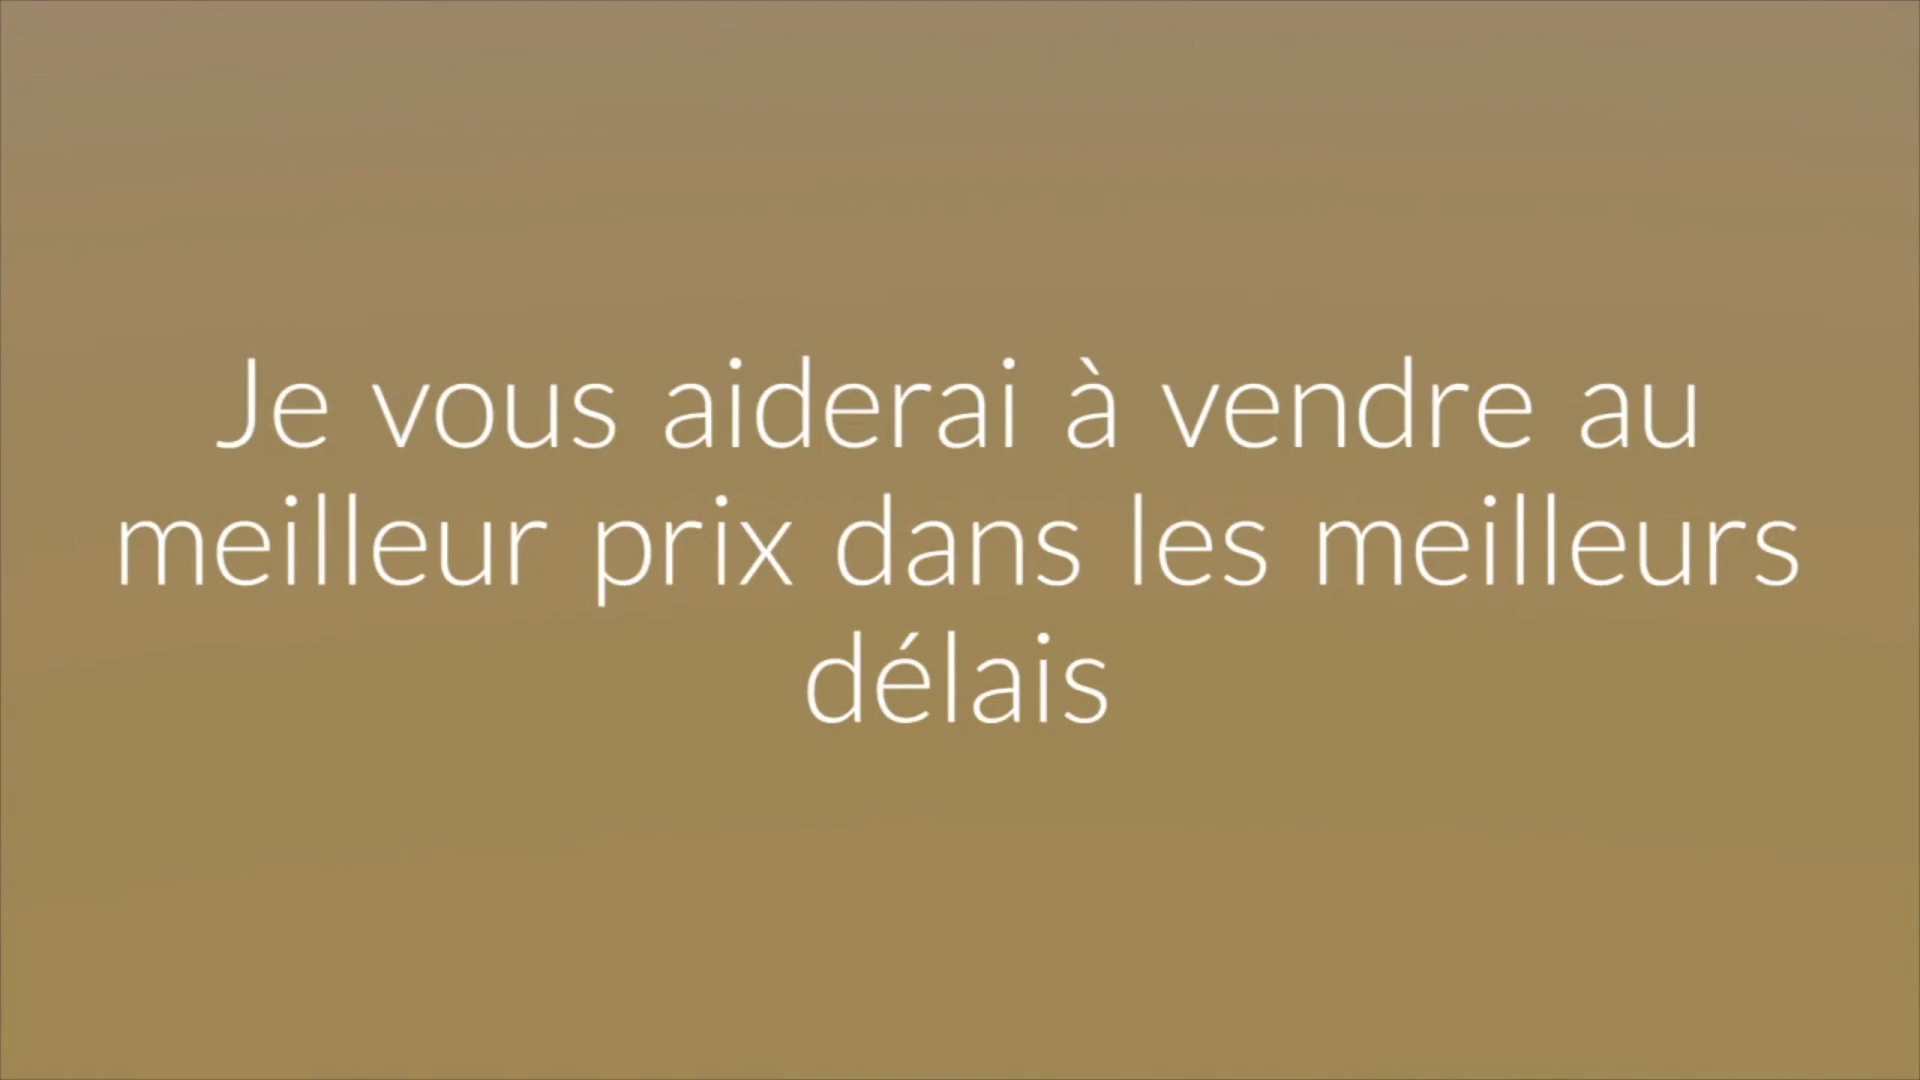 Je vous aiderai à vendre au
meilleur prix dans les meilleurs
délais